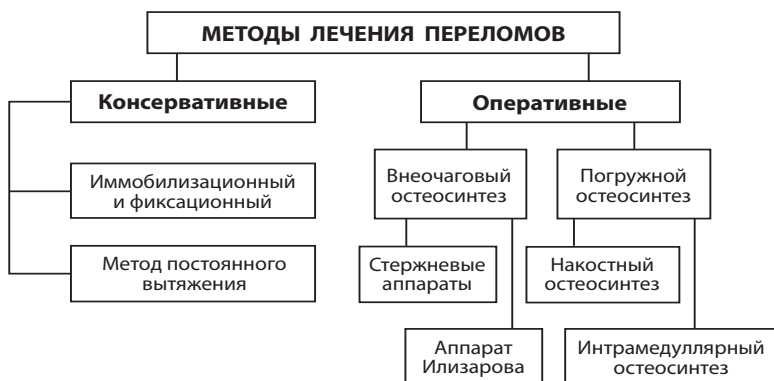 МЕТОДЫ ЛЕЧЕНИЯ ПЕРЕЛОМОВ
Консервативные
Оперативные
Иммобилизационный
и фиксационный
Метод постоянного
вытяжения
Внеочаговый
остеосинтез
Погружной
остеосинтез
Стержневые
аппараты
Накостный
остеосинтез
Аппарат
Илизарова
Интрамедуллярный
остеосинтез